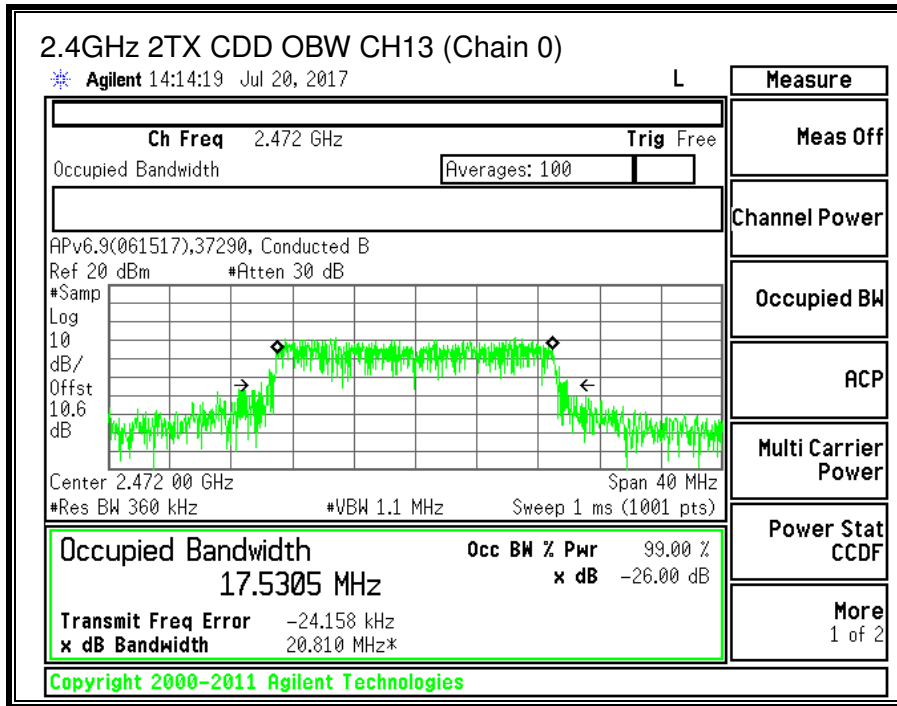 2.4GHz 2TX CDD OBW CH13 (Chain 0)
Agilent 14:14:19 Jul 20, 2017 L
Measure
Ch Freq 2.472 GHz Trig Free
Occupied Bandwidth Averages: 100
APv6.9(061517),37290, Conducted B
Ref 20 dBm #Atten 30 dB
#Samp
Log
10
dB/
Offst
10.6
dB
Center 2.472 00 GHz Span 40 MHz
#Res BW 360 kHz #VBW 1.1 MHz Sweep 1 ms (1001 pts)
Occupied Bandwidth
17.5305 MHz
Occ BW % Pwr 99.00 %
x dB -26.00 dB
Transmit Freq Error -24.158 kHz
x dB Bandwidth 20.810 MHz*
Copyright 2000-2011 Agilent Technologies
Meas Off
Channel Power
Occupied BW
ACP
Multi Carrier
Power
Power Stat
CCDF
More
1 of 2